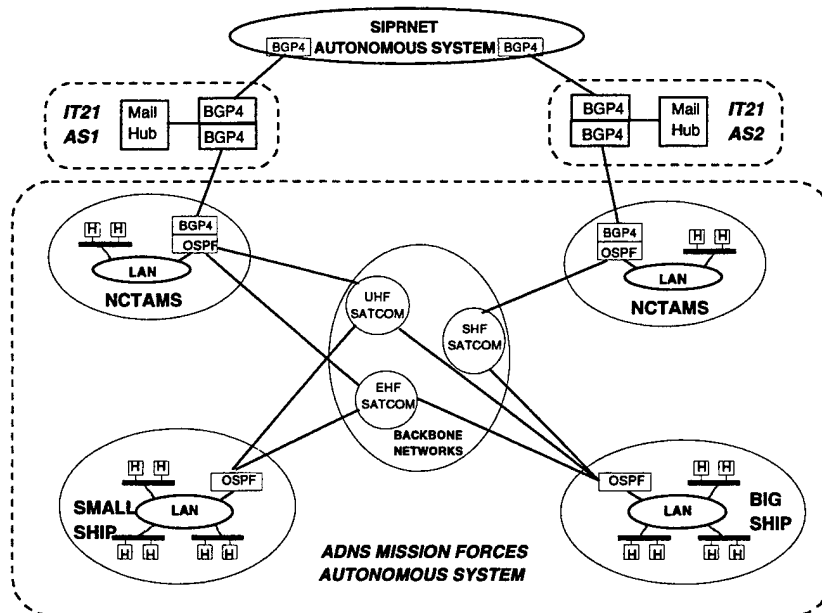 SIPRNET
AUTONOMOUS SYSTEM
BGP4
BGP4
IT21
AS1
Mail
Hub
BGP4
BGP4
BGP4
BGP4
Mail
Hub
IT21
AS2
H H
BGP4
OSPF
LAN
NCTAMS
BGP4
OSPF
H H
LAN
NCTAMS
UHF
SATCOM
SHF
SATCOM
EHF
SATCOM
BACKBONE
NETWORKS
H H
OSPF
SMALL
SHIP
LAN
H H
H H
OSPF
H H
LAN
BIG
SHIP
H H
H H
ADNS MISSION FORCES
AUTONOMOUS SYSTEM